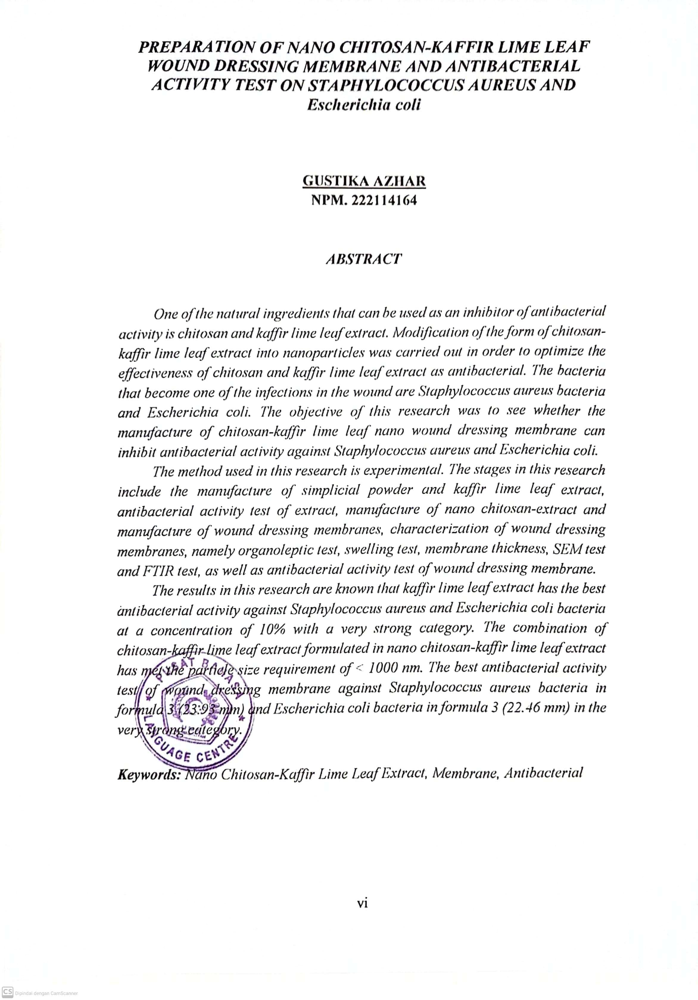 PREPARATION OF NANO CHITOSAN-KAFFIR LIME LEAF
WOUND DRESSING MEMBRANE AND ANTIBACTERIAL
ACTIVITY TEST ON STAPHYLOCOCCUS AUREUS AND
Escherichia coli
GUSTIKA AZHAR
NPM. 222114164
ABSTRACT
One of the natural ingredients that can be used as an inhibitor of antibacterial
activity is chitosan and kaffir lime leaf extract. Modification of the form of chitosan-
kaffir lime leaf extract into nanoparticles was carried out in order to optimize the
effectiveness of chitosan and kaffir lime leaf extract as antibacterial. The bacteria
that become one of the infections in the wound are Staphylococcus aureus bacteria
and Escherichia coli. The objective of this research was to see whether the
manufacture of chitosan-kaffir lime leaf nano wound dressing membrane can
inhibit antibacterial activity against Staphylococcus aureus and Escherichia coli.
The method used in this research is experimental. The stages in this research
include the manufacture of simplicial powder and kaffir lime leaf extract,
antibacterial activity test of extract, manufacture of nano chitosan-extract and
manufacture of wound dressing membranes, characterization of wound dressing
membranes, namely organoleptic test, swelling test, membrane thickness, SEM test
and FTIR test, as well as antibacterial activity test of wound dressing membrane.
The results in this research are known that kaffir lime leaf extract has the best
antibacterial activity against Staphylococcus aureus and Escherichia coli bacteria
at a concentration of 10% with a very strong category. The combination of
chitosan-kaffir lime leaf extract formulated in nano chitosan-kaffir lime leaf extract
has met the particle size requirement of < 1000 nm. The best antibacterial activity
test of wound dressing membrane against Staphylococcus aureus bacteria in
formula 3 (23.93 mm) and Escherichia coli bacteria in formula 3 (22.46 mm) in the
very strong category.
PUSAT BAHASA
LANGUAGE CENTRE
Keywords: Nano Chitosan-Kaffir Lime Leaf Extract, Membrane, Antibacterial
vi
CS Dipindai dengan CamScanner